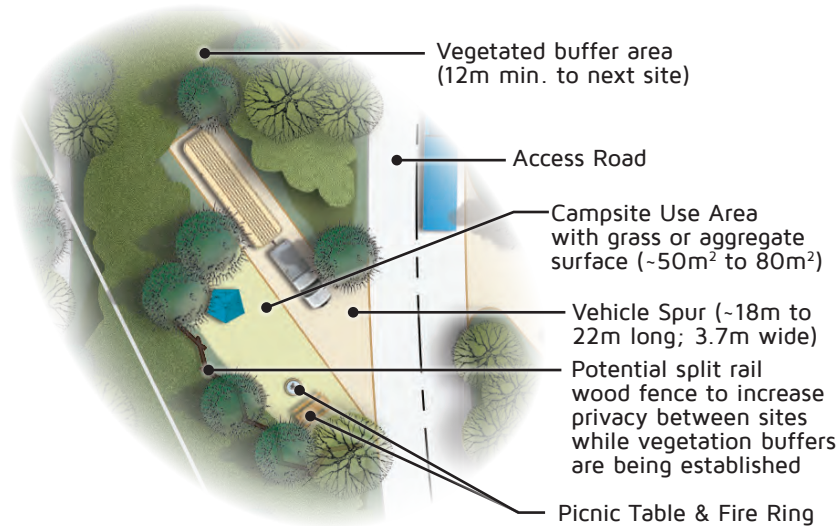 Vegetated buffer area
(12m min. to next site)
Access Road
Campsite Use Area
with grass or aggregate
surface (~50m² to 80m²)
Vehicle Spur (~18m to
22m long; 3.7m wide)
Potential split rail
wood fence to increase
privacy between sites
while vegetation buffers
are being established
Picnic Table & Fire Ring